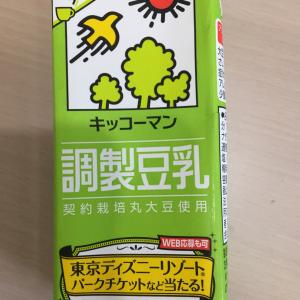 キッコーマン
調製豆乳
契約栽培丸大豆使用
WEB応募も可
東京ディズニーリゾート®
パークチケットなど当たる!